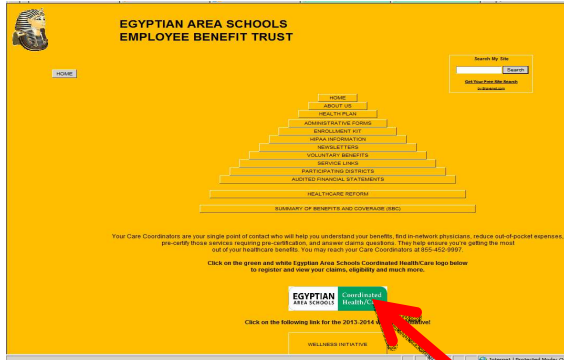 EGYPTIAN AREA SCHOOLS
EMPLOYEE BENEFIT TRUST
Search My Site
Search
Get Your Free Site Search
HOME
HOME
ABOUT US
HEALTH PLAN
ADMINISTRATIVE FORMS
ENROLLMENT KIT
HIPAA INFORMATION
NEWSLETTERS
VOLUNTARY BENEFITS
SERVICE LINKS
PARTICIPATING DISTRICTS
AUDITED FINANCIAL STATEMENTS
HEALTHCARE REFORM
SUMMARY OF BENEFITS AND COVERAGE (SBC)
Your Care Coordinators are your single point of contact who will help you understand your benefits, find in-network physicians, reduce out-of-pocket expenses,
pre-certify those services requiring pre-certification, and answer claims questions. They help ensure you're getting the most
out of your healthcare benefits. You may reach your Care Coordinators at 855-452-9997.
Click on the green and white Egyptian Area Schools Coordinated Health/Care logo below
to register and view your claims, eligibility and much more.
EGYPTIAN
AREA SCHOOLS
Coordinated
Click on the following link for the 2013-2014
WELLNESS INITIATIVE